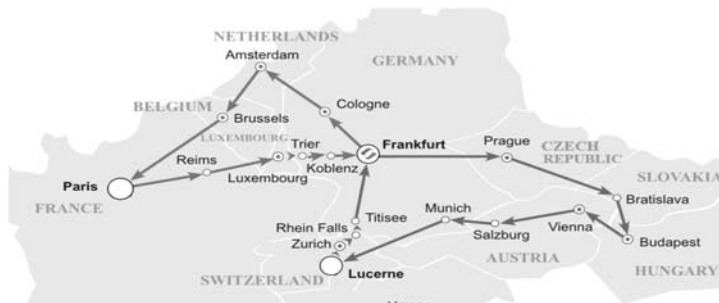 NETHERLANDS
Amsterdam
GERMANY
BELGIUM
Cologne
Brussels
LUXEMBOURG
Trier
Frankfurt
Prague
CZECH
REPUBLIC
Reims
Koblenz
Luxembourg
SLOVAKIA
Paris
Bratislava
FRANCE
Titisee
Munich
Rhein Falls
Vienna
Zurich
Salzburg
Budapest
AUSTRIA
SWITZERLAND
Lucerne
HUNGARY